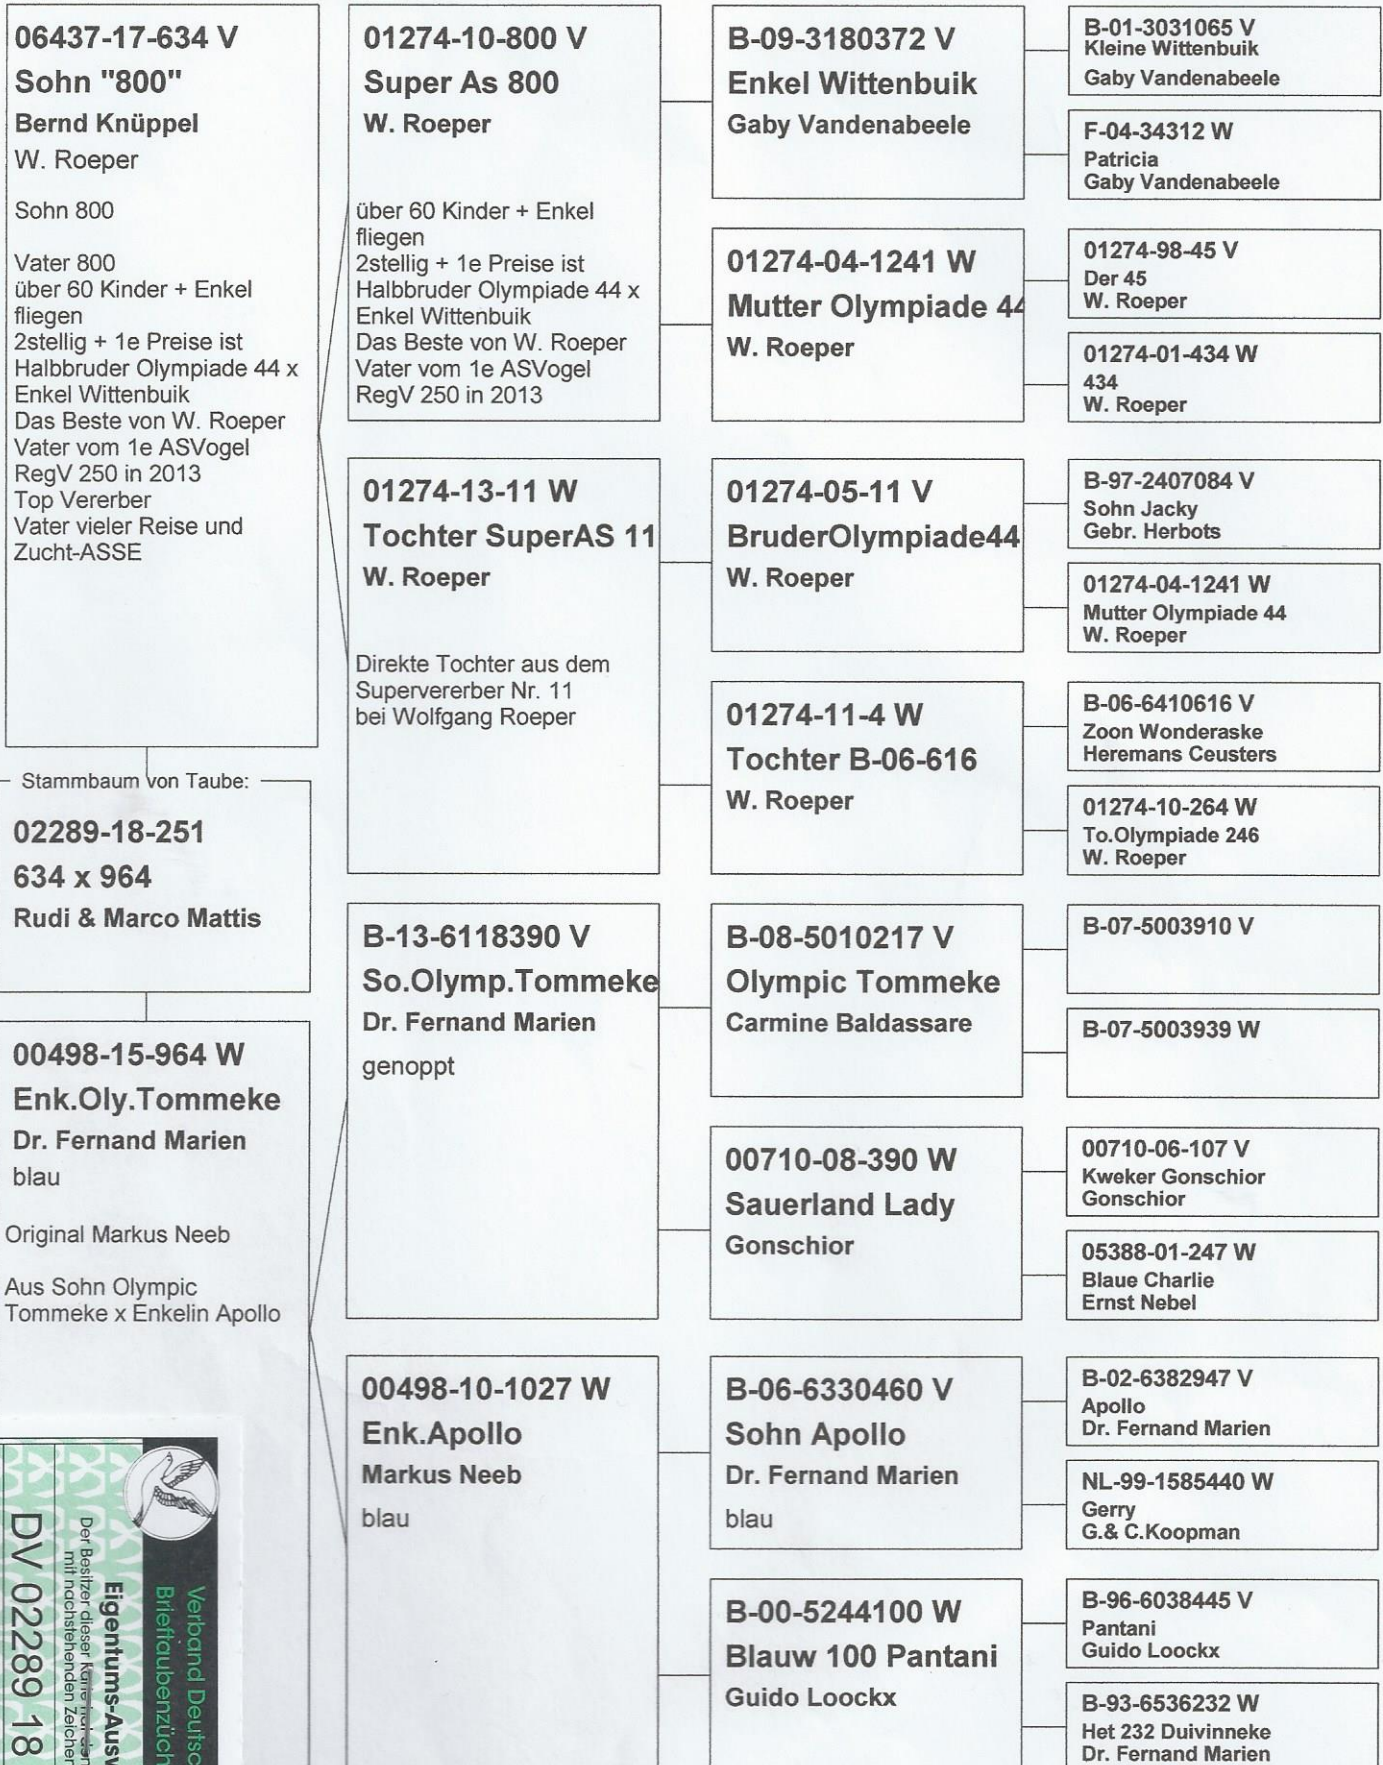 06437-17-634 V
Sohn "800"
Bernd Knüppel
W. Roeper
Sohn 800
Vater 800
über 60 Kinder + Enkel
fliegen
2stellig + 1e Preise ist
Halbbruder Olympiade 44 x
Enkel Wittenbuik
Das Beste von W. Roeper
Vater vom 1e ASVogel
RegV 250 in 2013
Top Vererber
Vater vieler Reise und
Zucht-ASSE
Stammbaum von Taube:
02289-18-251
634 x 964
Rudi & Marco Mattis
00498-15-964 W
Enk.Oly.Tommeke
Dr. Fernand Marien
blau
Original Markus Neeb
Aus Sohn Olympic
Tommeke x Enkelin Apollo
01274-10-800 V
Super As 800
W. Roeper
über 60 Kinder + Enkel
fliegen
2stellig + 1e Preise ist
Halbbruder Olympiade 44 x
Enkel Wittenbuik
Das Beste von W. Roeper
Vater vom 1e ASVogel
RegV 250 in 2013
01274-13-11 W
Tochter SuperAS 11
W. Roeper
Direkte Tochter aus dem
Supervererber Nr. 11
bei Wolfgang Roeper
B-13-6118390 V
So.Olymp.Tommeke
Dr. Fernand Marien
genoppt
00498-10-1027 W
Enk.Apollo
Markus Neeb
blau
B-09-3180372 V
Enkel Wittenbuik
Gaby Vandenabeele
01274-04-1241 W
Mutter Olympiade 44
W. Roeper
01274-05-11 V
BruderOlympiade44
W. Roeper
01274-11-4 W
Tochter B-06-616
W. Roeper
B-08-5010217 V
Olympic Tommeke
Carmine Baldassare
00710-08-390 W
Sauerland Lady
Gonschior
B-06-6330460 V
Sohn Apollo
Dr. Fernand Marien
blau
B-00-5244100 W
Blauw 100 Pantani
Guido Loockx
B-01-3031065 V
Kleine Wittenbuik
Gaby Vandenabeele
F-04-34312 W
Patricia
Gaby Vandenabeele
01274-98-45 V
Der 45
W. Roeper
01274-01-434 W
434
W. Roeper
B-97-2407084 V
Sohn Jacky
Gebr. Herbots
01274-04-1241 W
Mutter Olympiade 44
W. Roeper
B-06-6410616 V
Zoon Wonderaske
Heremans Ceusters
01274-10-264 W
To.Olympiade 246
W. Roeper
B-07-5003910 V
B-07-5003939 W
00710-06-107 V
Kweker Gonschior
Gonschior
05388-01-247 W
Blaue Charlie
Ernst Nebel
B-02-6382947 V
Apollo
Dr. Fernand Marien
NL-99-1585440 W
Gerry
G.& C.Koopman
B-96-6038445 V
Pantani
Guido Loockx
B-93-6536232 W
Het 232 Duivinneke
Dr. Fernand Marien
Verband Deutsc
Brieftaubenzüch
Eigentums-Ausw
Der Besitzer dieser
mit nachstehenden Zeichen
DV 02289 18